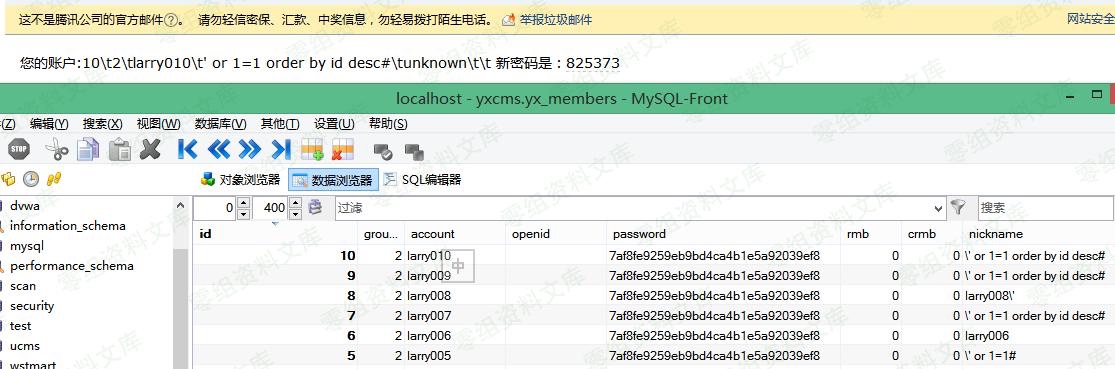 这不是腾讯公司的官方邮件?。 请勿轻信密保、汇款、中奖信息，勿轻易拨打陌生电话。 举报垃圾邮件 网站安全
您的账户:10\t2\tlarry010\t' or 1=1 order by id desc#\tunknown\t\t 新密码是：825373
localhost - yxcms.yx_members - MySQL-Front
(Z) 编辑(Y) 搜索(X) 视图(W) 数据库(V) 其他(T) 设置(U) 帮助(S)
STOP
对象浏览器 数据浏览器 SQL编辑器
dvwa 0 400 过滤 搜索
information_schema id grou... account openid password rmb crmb nickname
mysql 10 2 larry010 7af8fe9259eb9bd4ca4b1e5a92039ef8 0 0 \' or 1=1 order by id desc#
performance_schema 9 2 larry009 7af8fe9259eb9bd4ca4b1e5a92039ef8 0 0 \' or 1=1 order by id desc#
中
scan 8 2 larry008 7af8fe9259eb9bd4ca4b1e5a92039ef8 0 0 larry008\'
security 7 2 larry007 7af8fe9259eb9bd4ca4b1e5a92039ef8 0 0 \' or 1=1 order by id desc#
test 6 2 larry006 7af8fe9259eb9bd4ca4b1e5a92039ef8 0 0 larry006
ucms 5 2 larry005 7af8fe9259eb9bd4ca4b1e5a92039ef8 0 0 \' or 1=1#
wstmart
零组资料文库